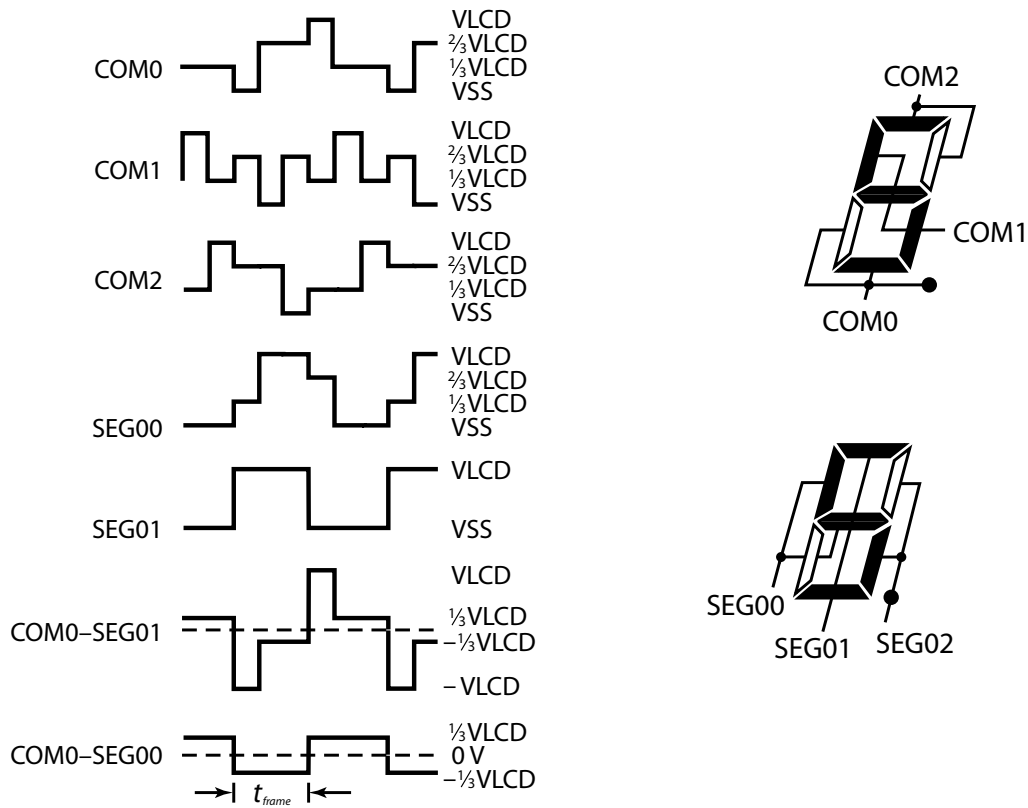 COM0
VLCD
⅔VLCD
⅓VLCD
VSS
COM1
VLCD
⅔VLCD
⅓VLCD
VSS
COM2
VLCD
⅔VLCD
⅓VLCD
VSS
SEG00
VLCD
⅔VLCD
⅓VLCD
VSS
SEG01
VLCD
VSS
COM0–SEG01
VLCD
⅓VLCD
–⅓VLCD
– VLCD
COM0–SEG00
⅓VLCD
0 V
–⅓VLCD
tframe
COM2
COM1
COM0
SEG00
SEG01
SEG02